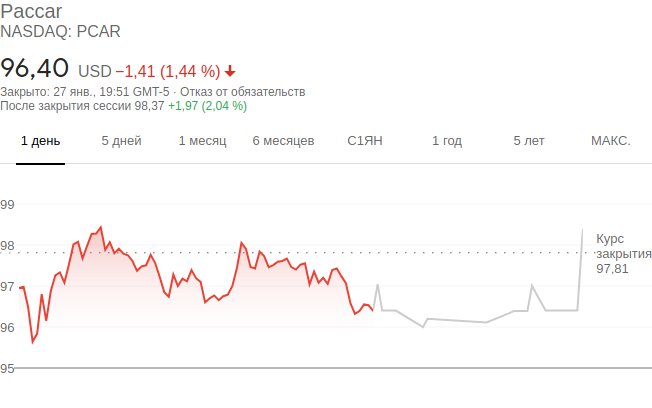 Paccar
NASDAQ: PCAR
96,40 USD −1,41 (1,44 %)
Закрыто: 27 янв., 19:51 GMT-5 · Отказ от обязательств
После закрытия сессии 98,37 +1,97 (2,04 %)
1 день 5 дней 1 месяц 6 месяцев С1ЯН 1 год 5 лет МАКС.
99
98
97
96
95
Курс
закрытия
97,81